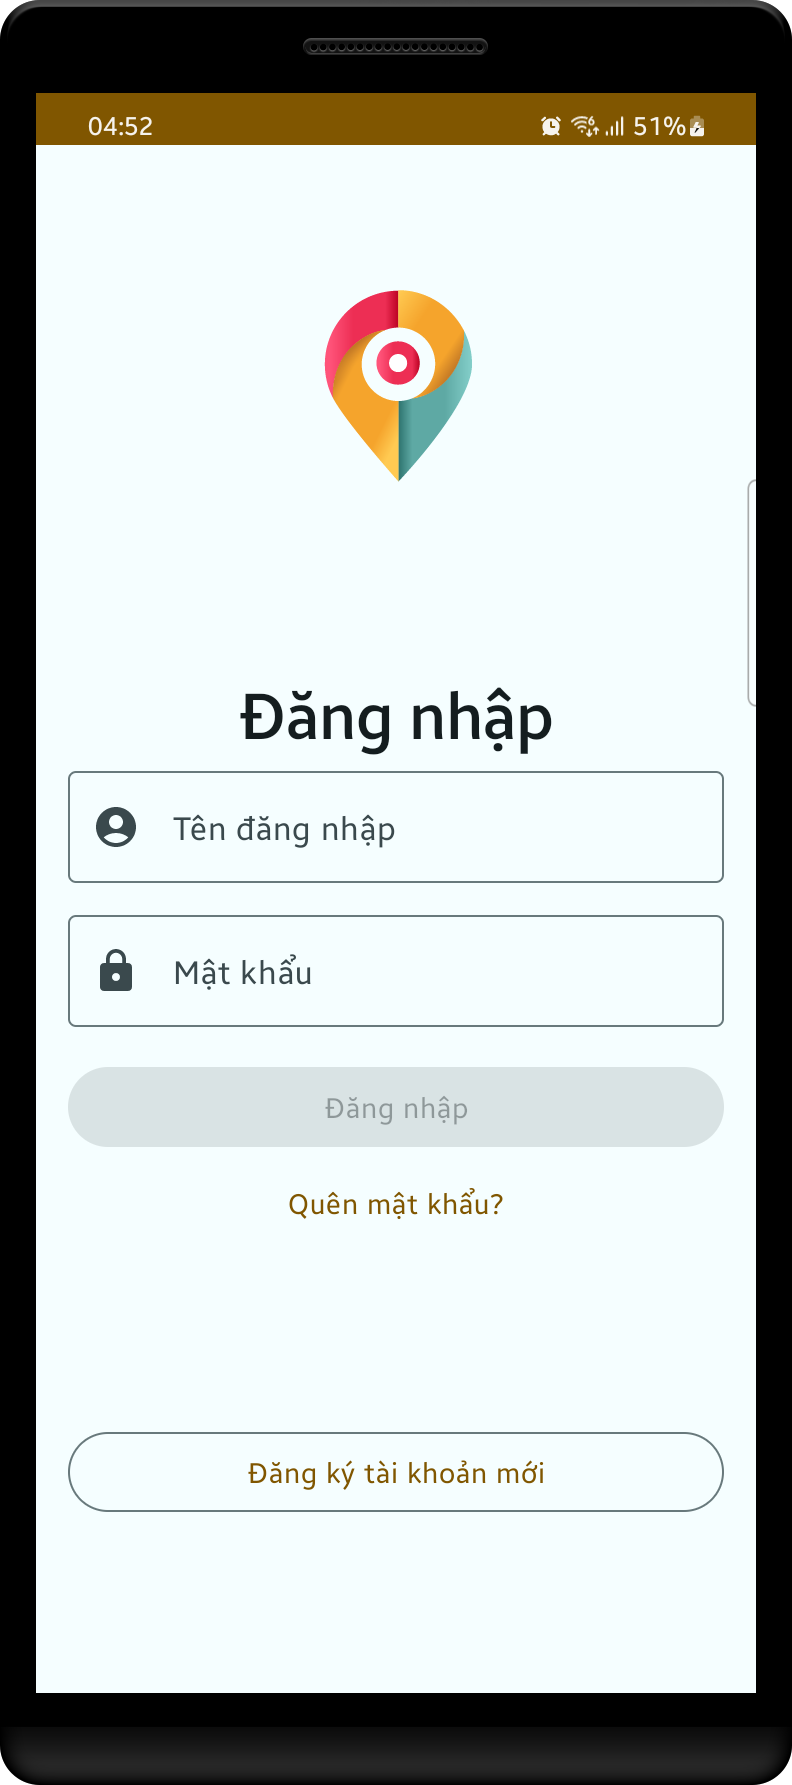 04:52 51%
Đăng nhập
Tên đăng nhập
Mật khẩu
Đăng nhập
Quên mật khẩu?
Đăng ký tài khoản mới